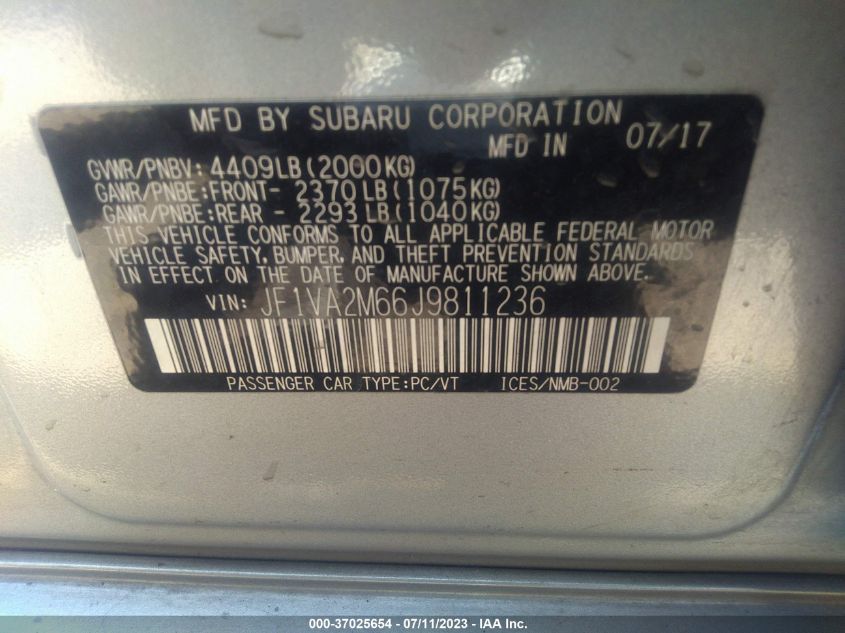 MFD BY SUBARU CORPORATION
MFD IN 07/17
GVWR/PNBV: 4409LB(2000KG)
GAWR/PNBE:FRONT- 2370LB(1075KG)
GAWR/PNBE:REAR - 2293LB(1040KG)
THIS VEHICLE CONFORMS TO ALL APPLICABLE FEDERAL MOTOR
VEHICLE SAFETY, BUMPER, AND THEFT PREVENTION STANDARDS
IN EFFECT ON THE DATE OF MANUFACTURE SHOWN ABOVE.
VIN: JF1VA2M66J9811236
PASSENGER CAR TYPE:PC/VT ICES/NMB-002
000-37025654 - 07/11/2023 - IAA Inc.